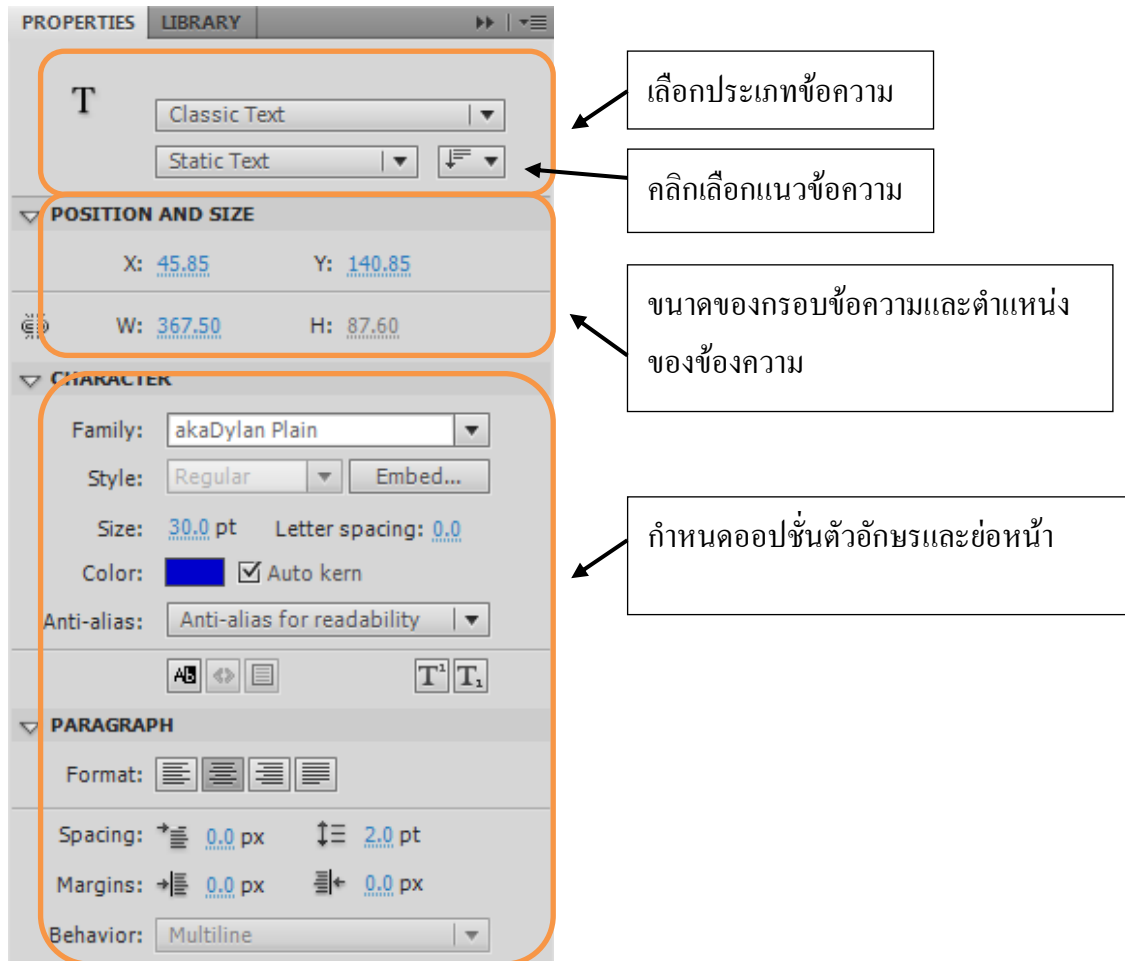 PROPERTIES LIBRARY
T
Classic Text
Static Text
POSITION AND SIZE
X: 45.85 Y: 140.85
W: 367.50 H: 87.60
CHARACTER
Family: akaDylan Plain
Style: Regular Embed...
Size: 30.0 pt Letter spacing: 0.0
Color: Auto kern
Anti-alias: Anti-alias for readability
AB T¹ T₁
PARAGRAPH
Format:
Spacing: 0.0 px 2.0 pt
Margins: 0.0 px 0.0 px
Behavior: Multiline
เลือกประเภทข้อความ
คลิกเลือกแนวข้อความ
ขนาดของกรอบข้อความและตำแหน่ง
ของข้องความ
กำหนดออปชั่นตัวอักษรและย่อหน้า